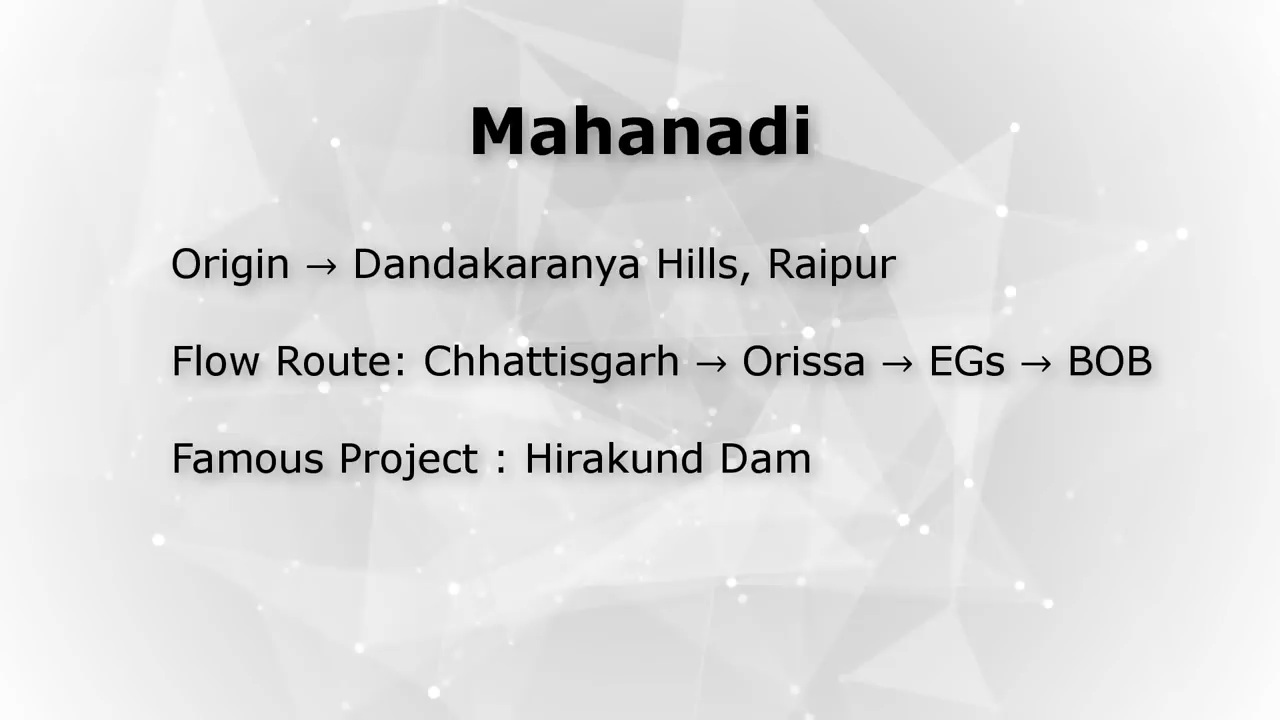 Mahanadi
Origin → Dandakaranya Hills, Raipur
Flow Route: Chhattisgarh → Orissa → EGs → BOB
Famous Project : Hirakund Dam